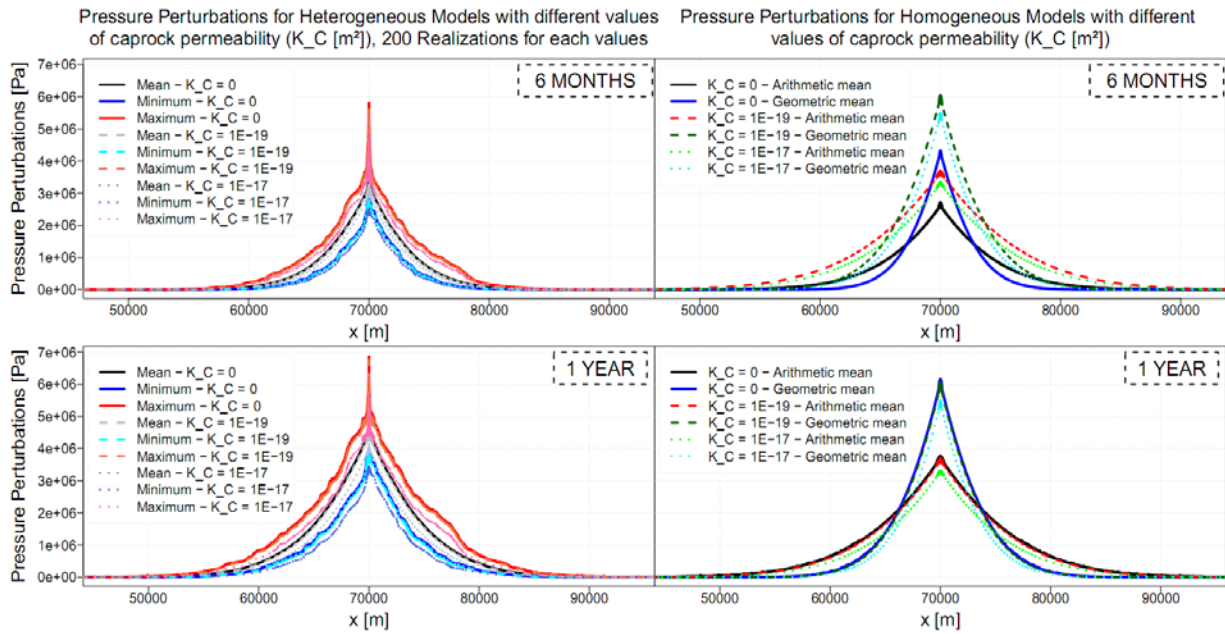 Pressure Perturbations for Heterogeneous Models with different values
of caprock permeability (K_C [m²]), 200 Realizations for each values
Pressure Perturbations for Homogeneous Models with different
values of caprock permeability (K_C [m²])
Pressure Perturbations [Pa]
7e+06
6e+06
5e+06
4e+06
3e+06
2e+06
1e+06
0e+00
Mean – K_C = 0
Minimum – K_C = 0
Maximum – K_C = 0
Mean – K_C = 1E−19
Minimum – K_C = 1E−19
Maximum – K_C = 1E−19
Mean – K_C = 1E−17
Minimum – K_C = 1E−17
Maximum – K_C = 1E−17
6 MONTHS
50000 60000 70000 80000 90000
x [m]
K_C = 0 – Arithmetic mean
K_C = 0 – Geometric mean
K_C = 1E−19 – Arithmetic mean
K_C = 1E−19 – Geometric mean
K_C = 1E−17 – Arithmetic mean
K_C = 1E−17 – Geometric mean
6 MONTHS
50000 60000 70000 80000 90000
x [m]
Pressure Perturbations [Pa]
7e+06
6e+06
5e+06
4e+06
3e+06
2e+06
1e+06
0e+00
Mean – K_C = 0
Minimum – K_C = 0
Maximum – K_C = 0
Mean – K_C = 1E−19
Minimum – K_C = 1E−19
Maximum – K_C = 1E−19
Mean – K_C = 1E−17
Minimum – K_C = 1E−17
Maximum – K_C = 1E−17
1 YEAR
50000 60000 70000 80000 90000
x [m]
K_C = 0 – Arithmetic mean
K_C = 0 – Geometric mean
K_C = 1E−19 – Arithmetic mean
K_C = 1E−19 – Geometric mean
K_C = 1E−17 – Arithmetic mean
K_C = 1E−17 – Geometric mean
1 YEAR
50000 60000 70000 80000 90000
x [m]